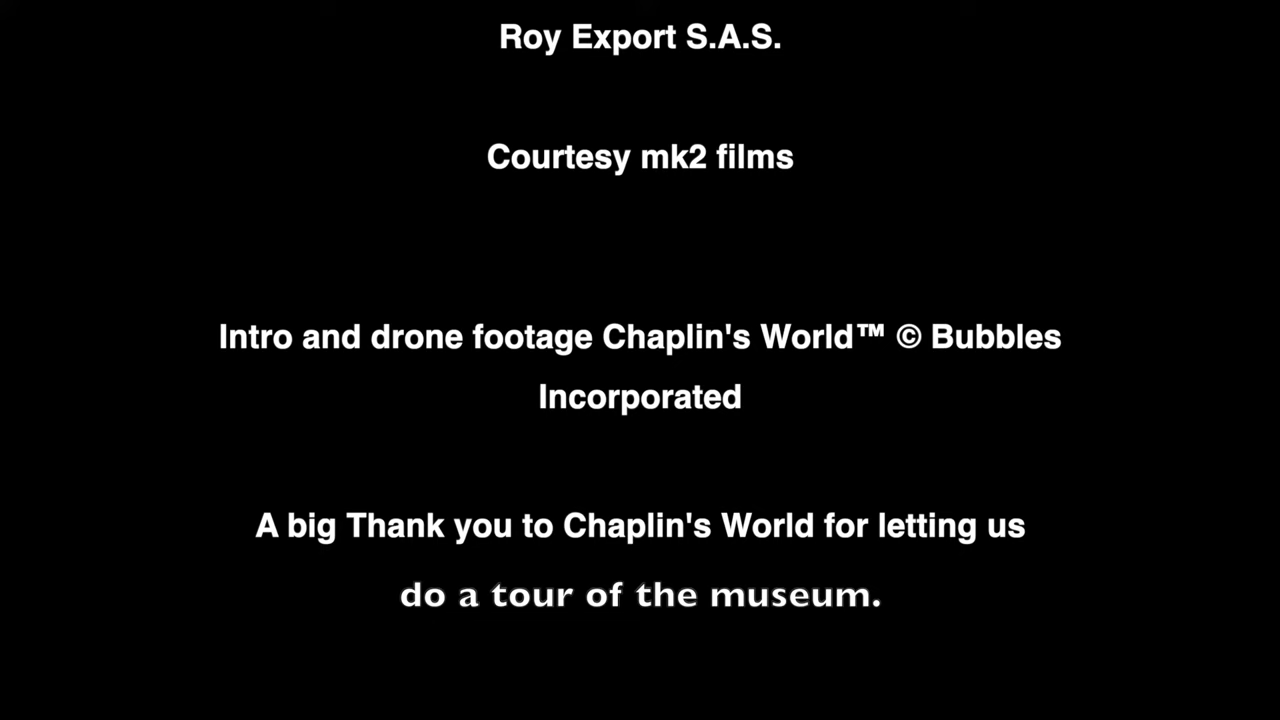 Roy Export S.A.S.
Courtesy mk2 films
Intro and drone footage Chaplin's World™ © Bubbles
Incorporated
A big Thank you to Chaplin's World for letting us
do a tour of the museum.